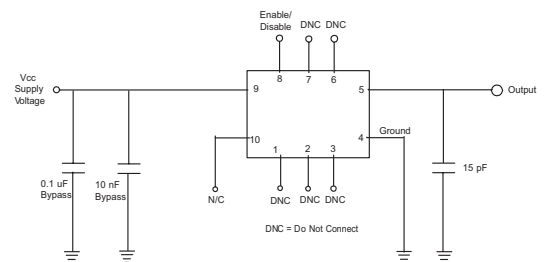 Enable/
Disable
DNC DNC
8 7 6
Vcc
Supply
Voltage
9
5
Output
10
4
Ground
1 2 3
0.1 uF
Bypass
10 nF
Bypass
15 pF
N/C
DNC DNC DNC
DNC = Do Not Connect